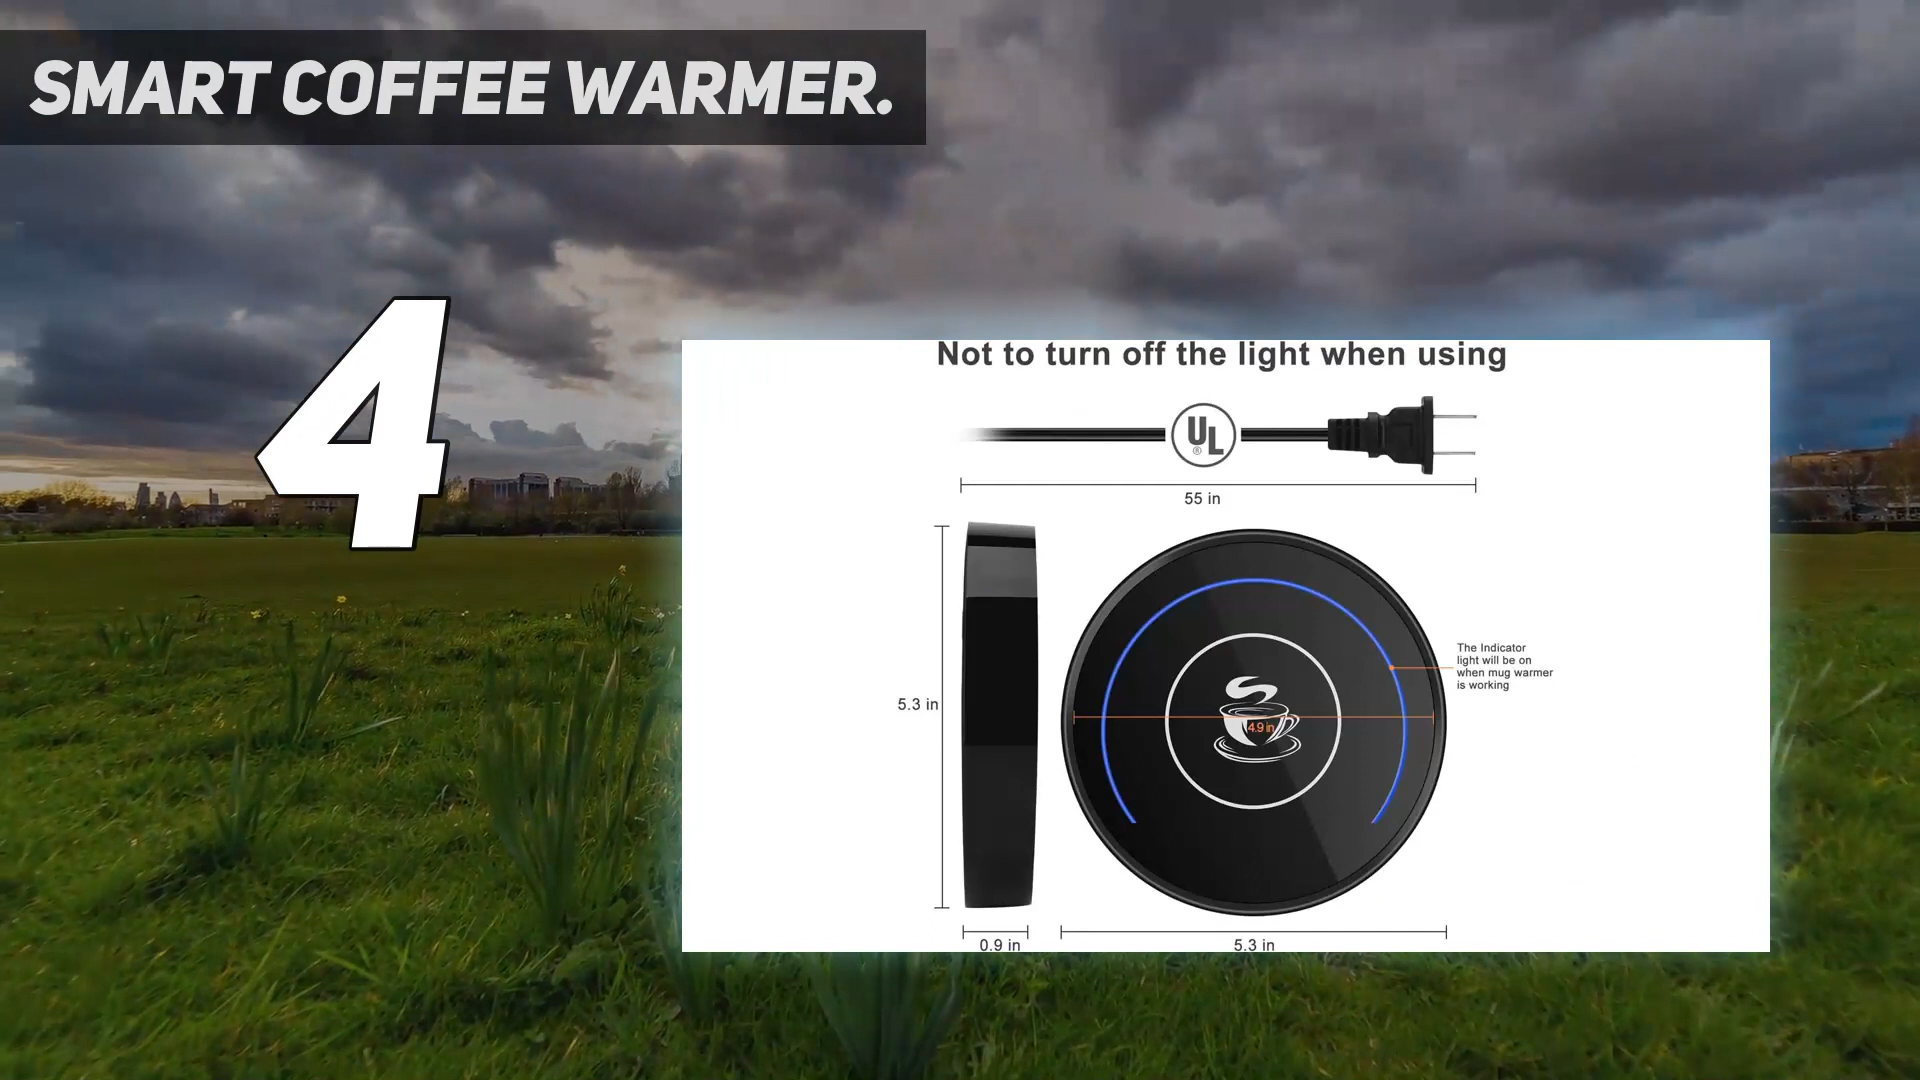 SMART COFFEE WARMER.
4
Not to turn off the light when using
UL
®
55 in
5.3 in
The Indicator
light will be on
when mug warmer
is working
4.9 in
0.9 in
5.3 in